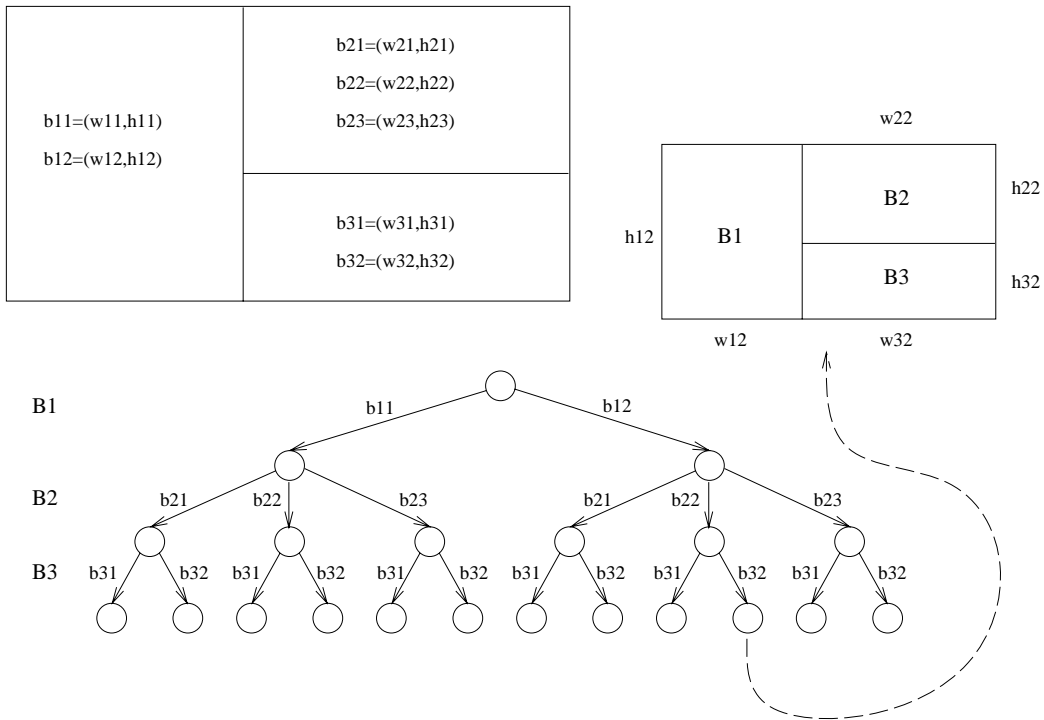 b21=(w21,h21)
b22=(w22,h22)
b11=(w11,h11)
b23=(w23,h23)
b12=(w12,h12)
b31=(w31,h31)
b32=(w32,h32)
w22
B2
h22
h12
B1
B3
h32
w12
w32
B1
b11
b12
B2
b21
b22
b23
b21
b22
b23
B3
b31
b32
b31
b32
b31
b32
b31
b32
b31
b32
b31
b32